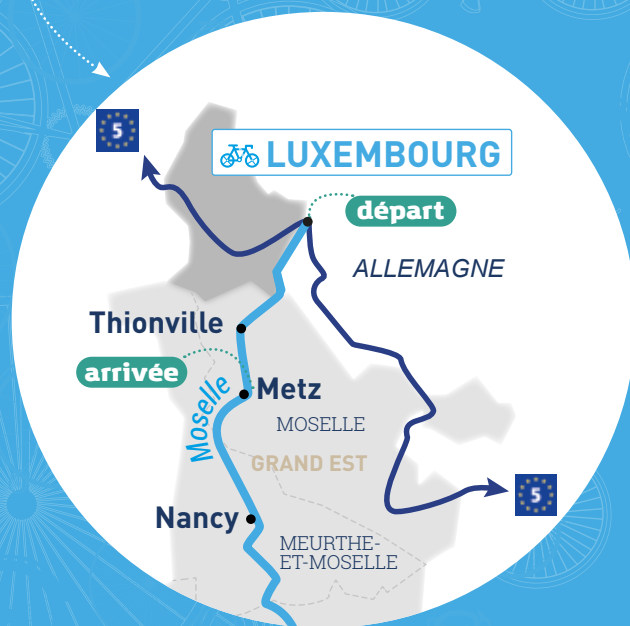 5
LUXEMBOURG
départ
ALLEMAGNE
Thionville
arrivée
Moselle
Metz
MOSELLE
GRAND EST
5
Nancy
MEURTHE-
ET-MOSELLE